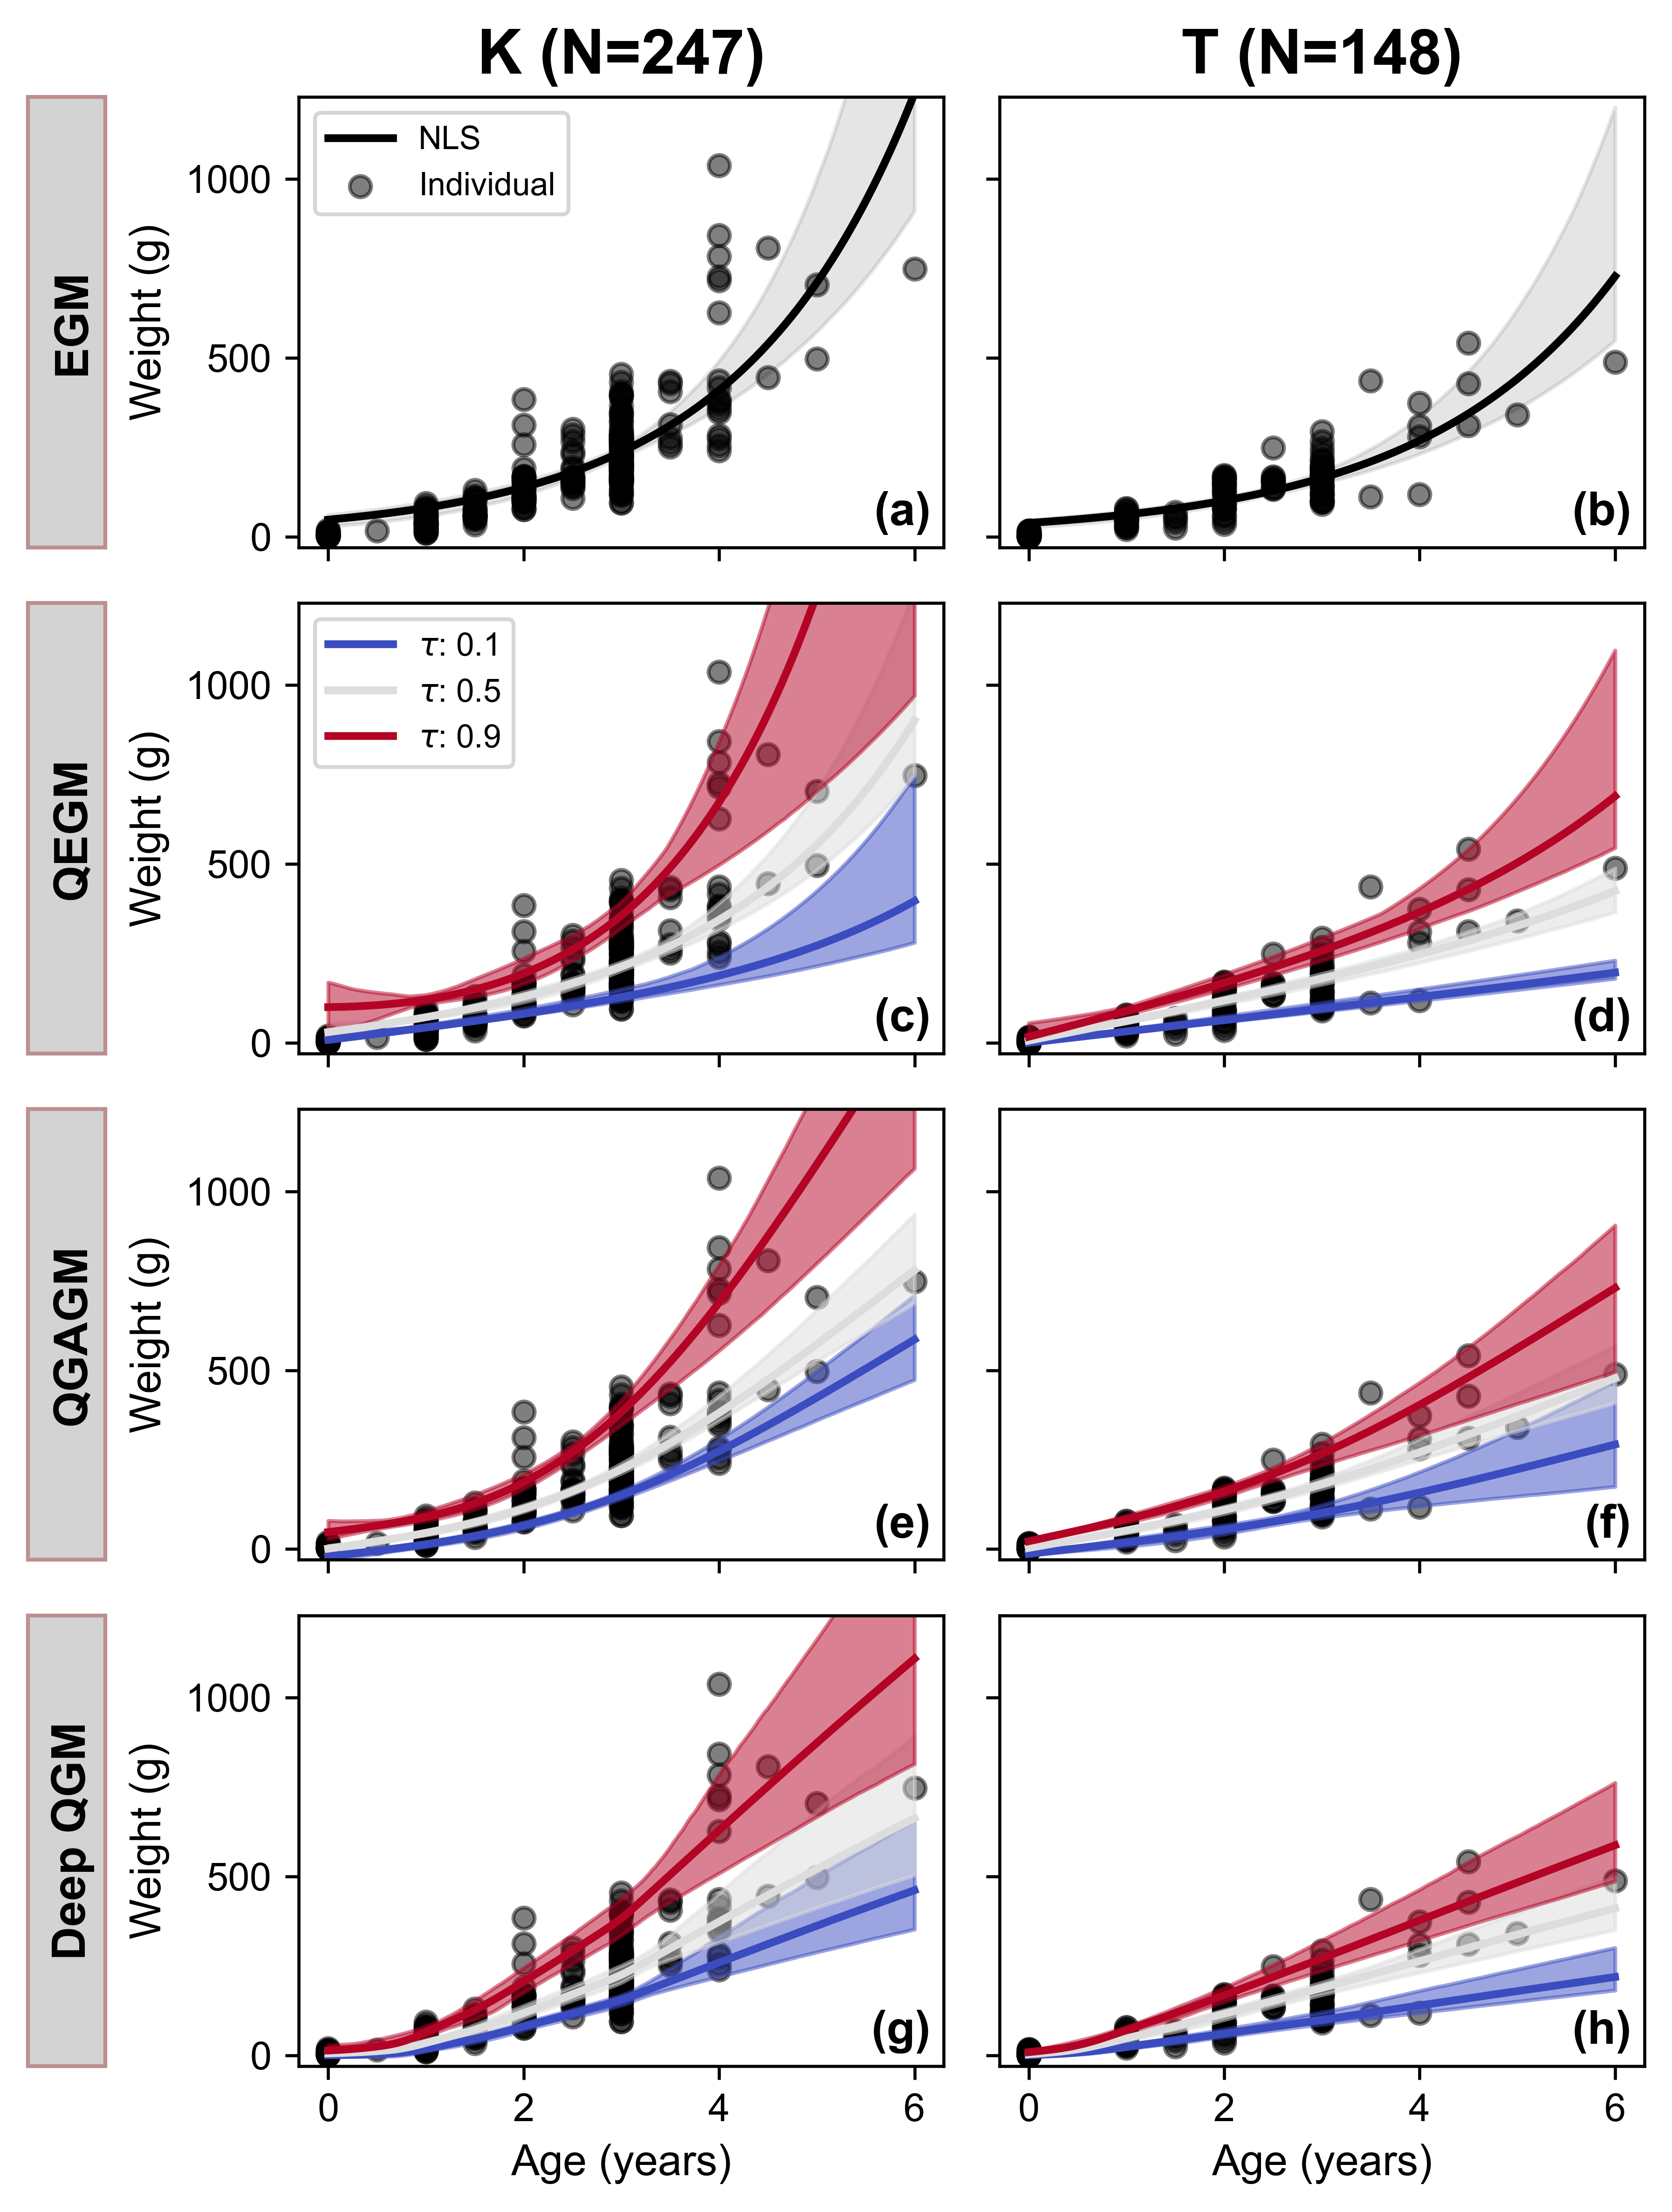 K (N=247)
T (N=148)
EGM
Weight (g)
1000
500
0
NLS
Individual
(a)
(b)
QEGM
Weight (g)
1000
500
0
τ: 0.1
τ: 0.5
τ: 0.9
(c)
(d)
QGAGM
Weight (g)
1000
500
0
(e)
(f)
Deep QGM
Weight (g)
1000
500
0
(g)
(h)
0 2 4 6
0 2 4 6
Age (years)
Age (years)